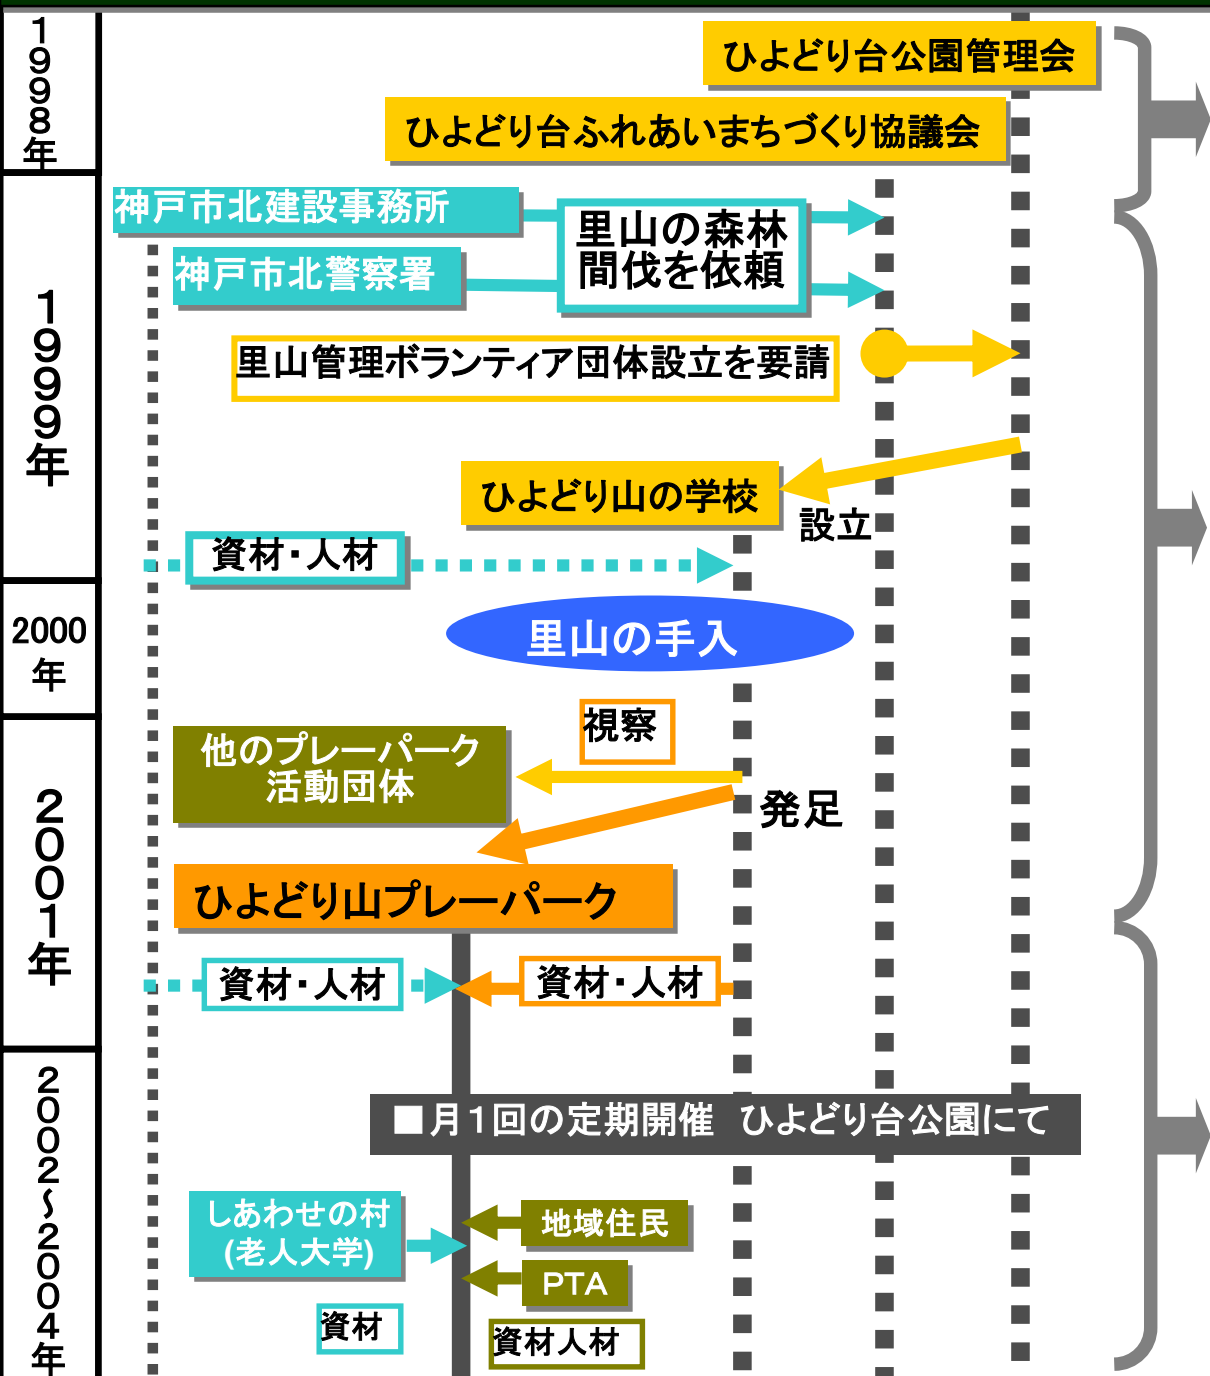 1998年
ひよどり台公園管理会
ひよどり台ふれあいまちづくり協議会
1999年
神戸市北建設事務所
神戸市北警察署
里山の森林
間伐を依頼
里山管理ボランティア団体設立を要請
ひよどり山の学校
設立
資材・人材
2000
年
里山の手入
2001年
視察
他のプレーパーク
活動団体
発足
ひよどり山プレーパーク
資材・人材
資材・人材
2002～2004年
■月1回の定期開催　ひよどり台公園にて
しあわせの村
(老人大学)
地域住民
PTA
資材
資材人材